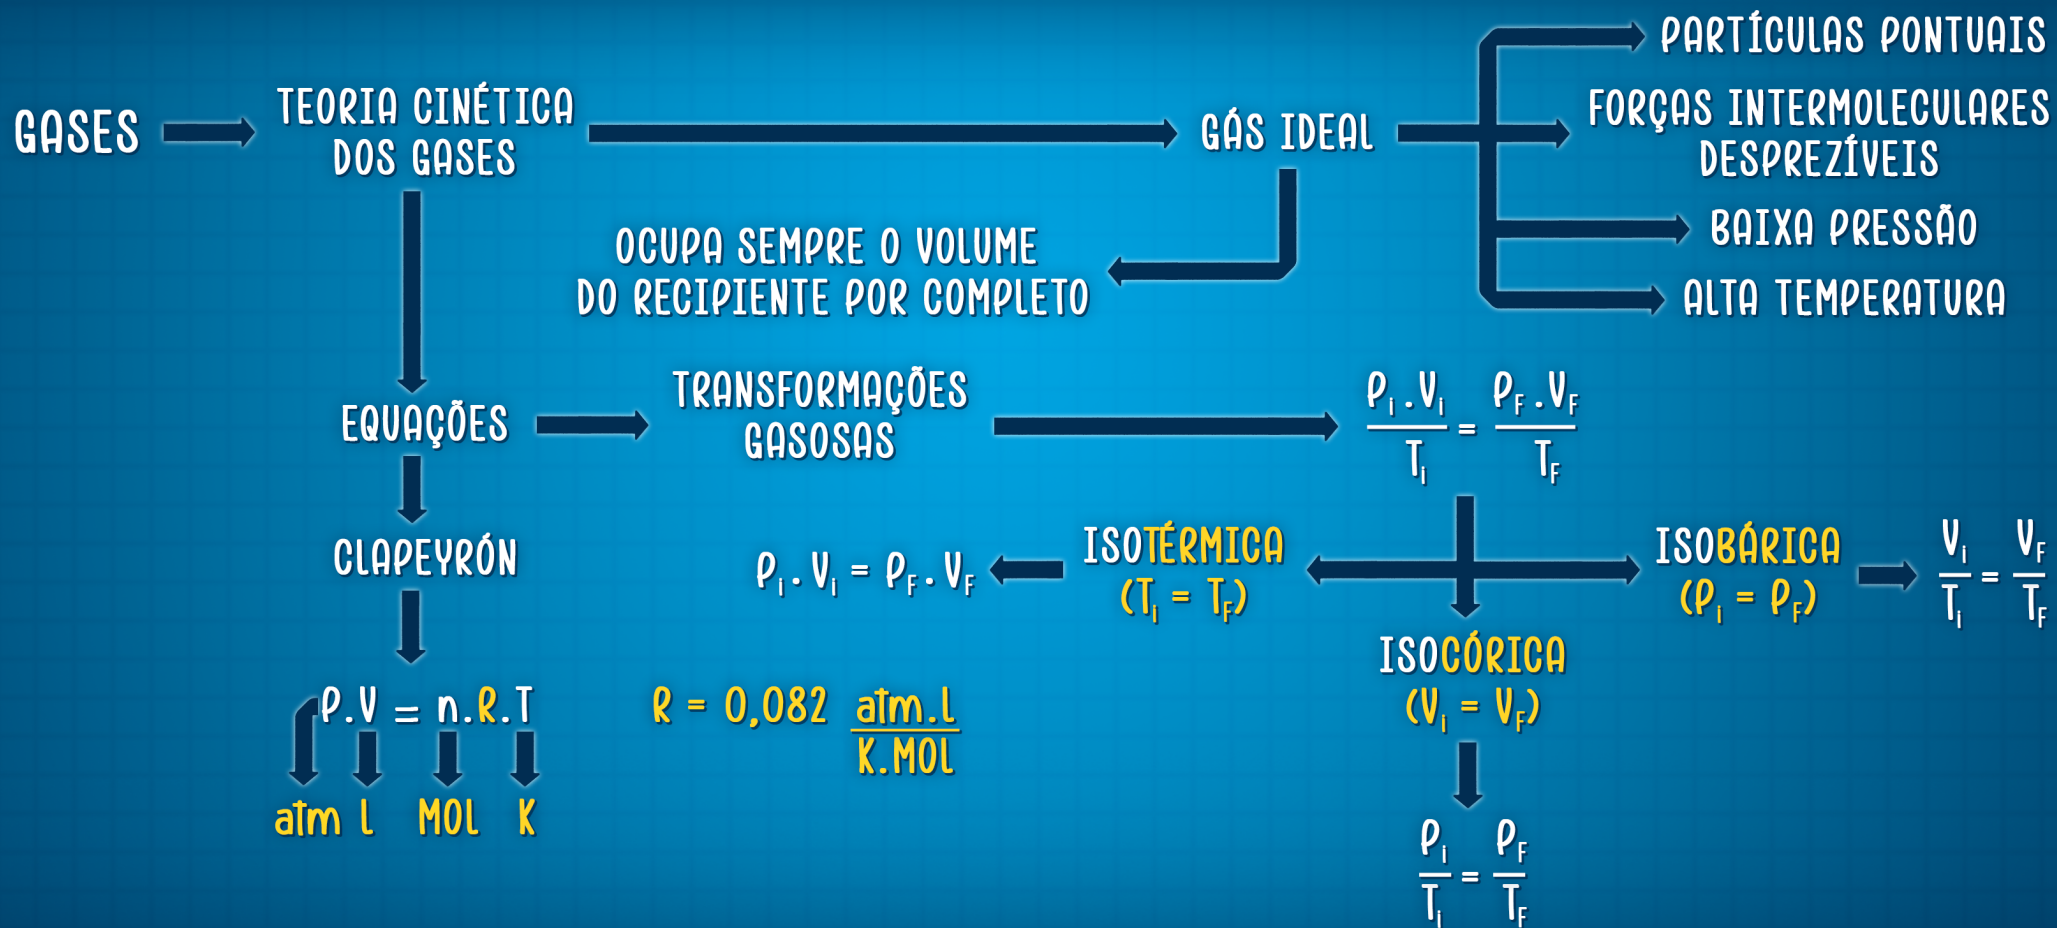 GASES
TEORIA CINÉTICA
DOS GASES
GÁS IDEAL
PARTÍCULAS PONTUAIS
FORÇAS INTERMOLECULARES
DESPREZÍVEIS
BAIXA PRESSÃO
ALTA TEMPERATURA
OCUPA SEMPRE O VOLUME
DO RECIPIENTE POR COMPLETO
EQUAÇÕES
TRANSFORMAÇÕES
GASOSAS
Pi.Vi PF.VF
=
Ti TF
CLAPEYRÓN
Pi.Vi = PF.VF
ISOTÉRMICA
(Ti = TF)
ISOBÁRICA
(Pi = PF)
Vi VF
=
Ti TF
ISOCÓRICA
(Vi = VF)
P.V = n.R.T
R = 0,082 atm.l
K.MOL
atm l MOL K
Pi PF
=
Ti TF